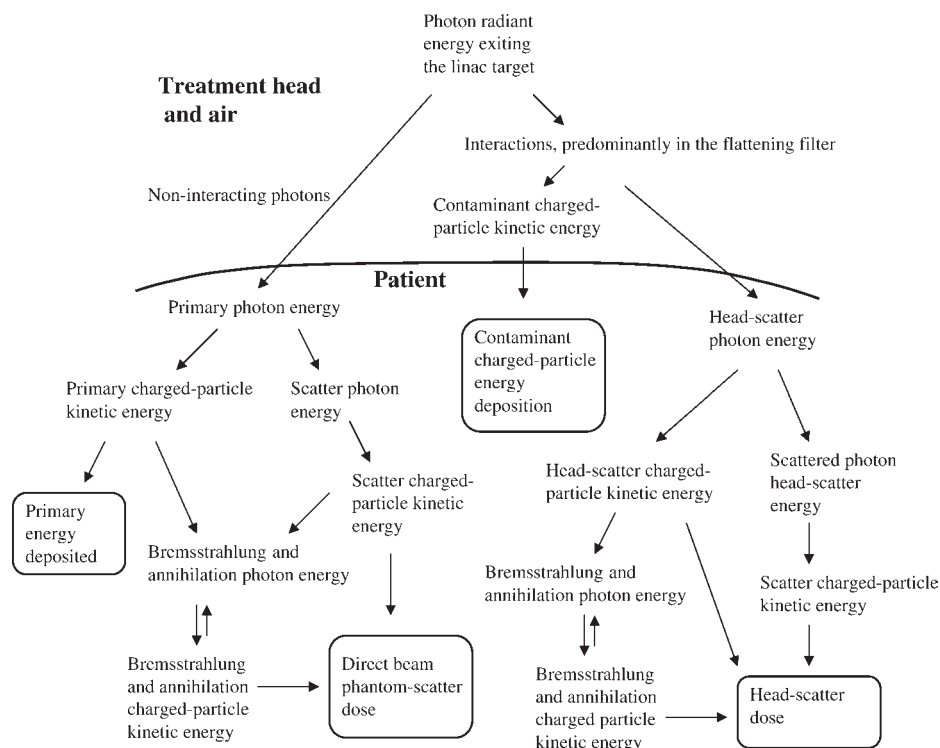 Photon radiant
energy exiting
the linac target
Treatment head
and air
Interactions, predominantly in the flattening filter
Non-interacting photons
Contaminant charged-
particle kinetic energy
Patient
Primary photon energy
Head-scatter
photon energy
Contaminant
charged-particle
energy
deposition
Primary charged-particle
kinetic energy
Scatter photon
energy
Head-scatter charged-
particle kinetic energy
Scattered photon
head-scatter
energy
Scatter charged-
particle kinetic
energy
Primary
energy
deposited
Bremsstrahlung and
annihilation photon energy
Bremsstrahlung and
annihilation photon energy
Scatter charged-particle
kinetic energy
Bremsstrahlung
and annihilation
charged-particle
kinetic energy
Direct beam
phantom-scatter
dose
Bremsstrahlung
and annihilation
charged particle
kinetic energy
Head-scatter
dose